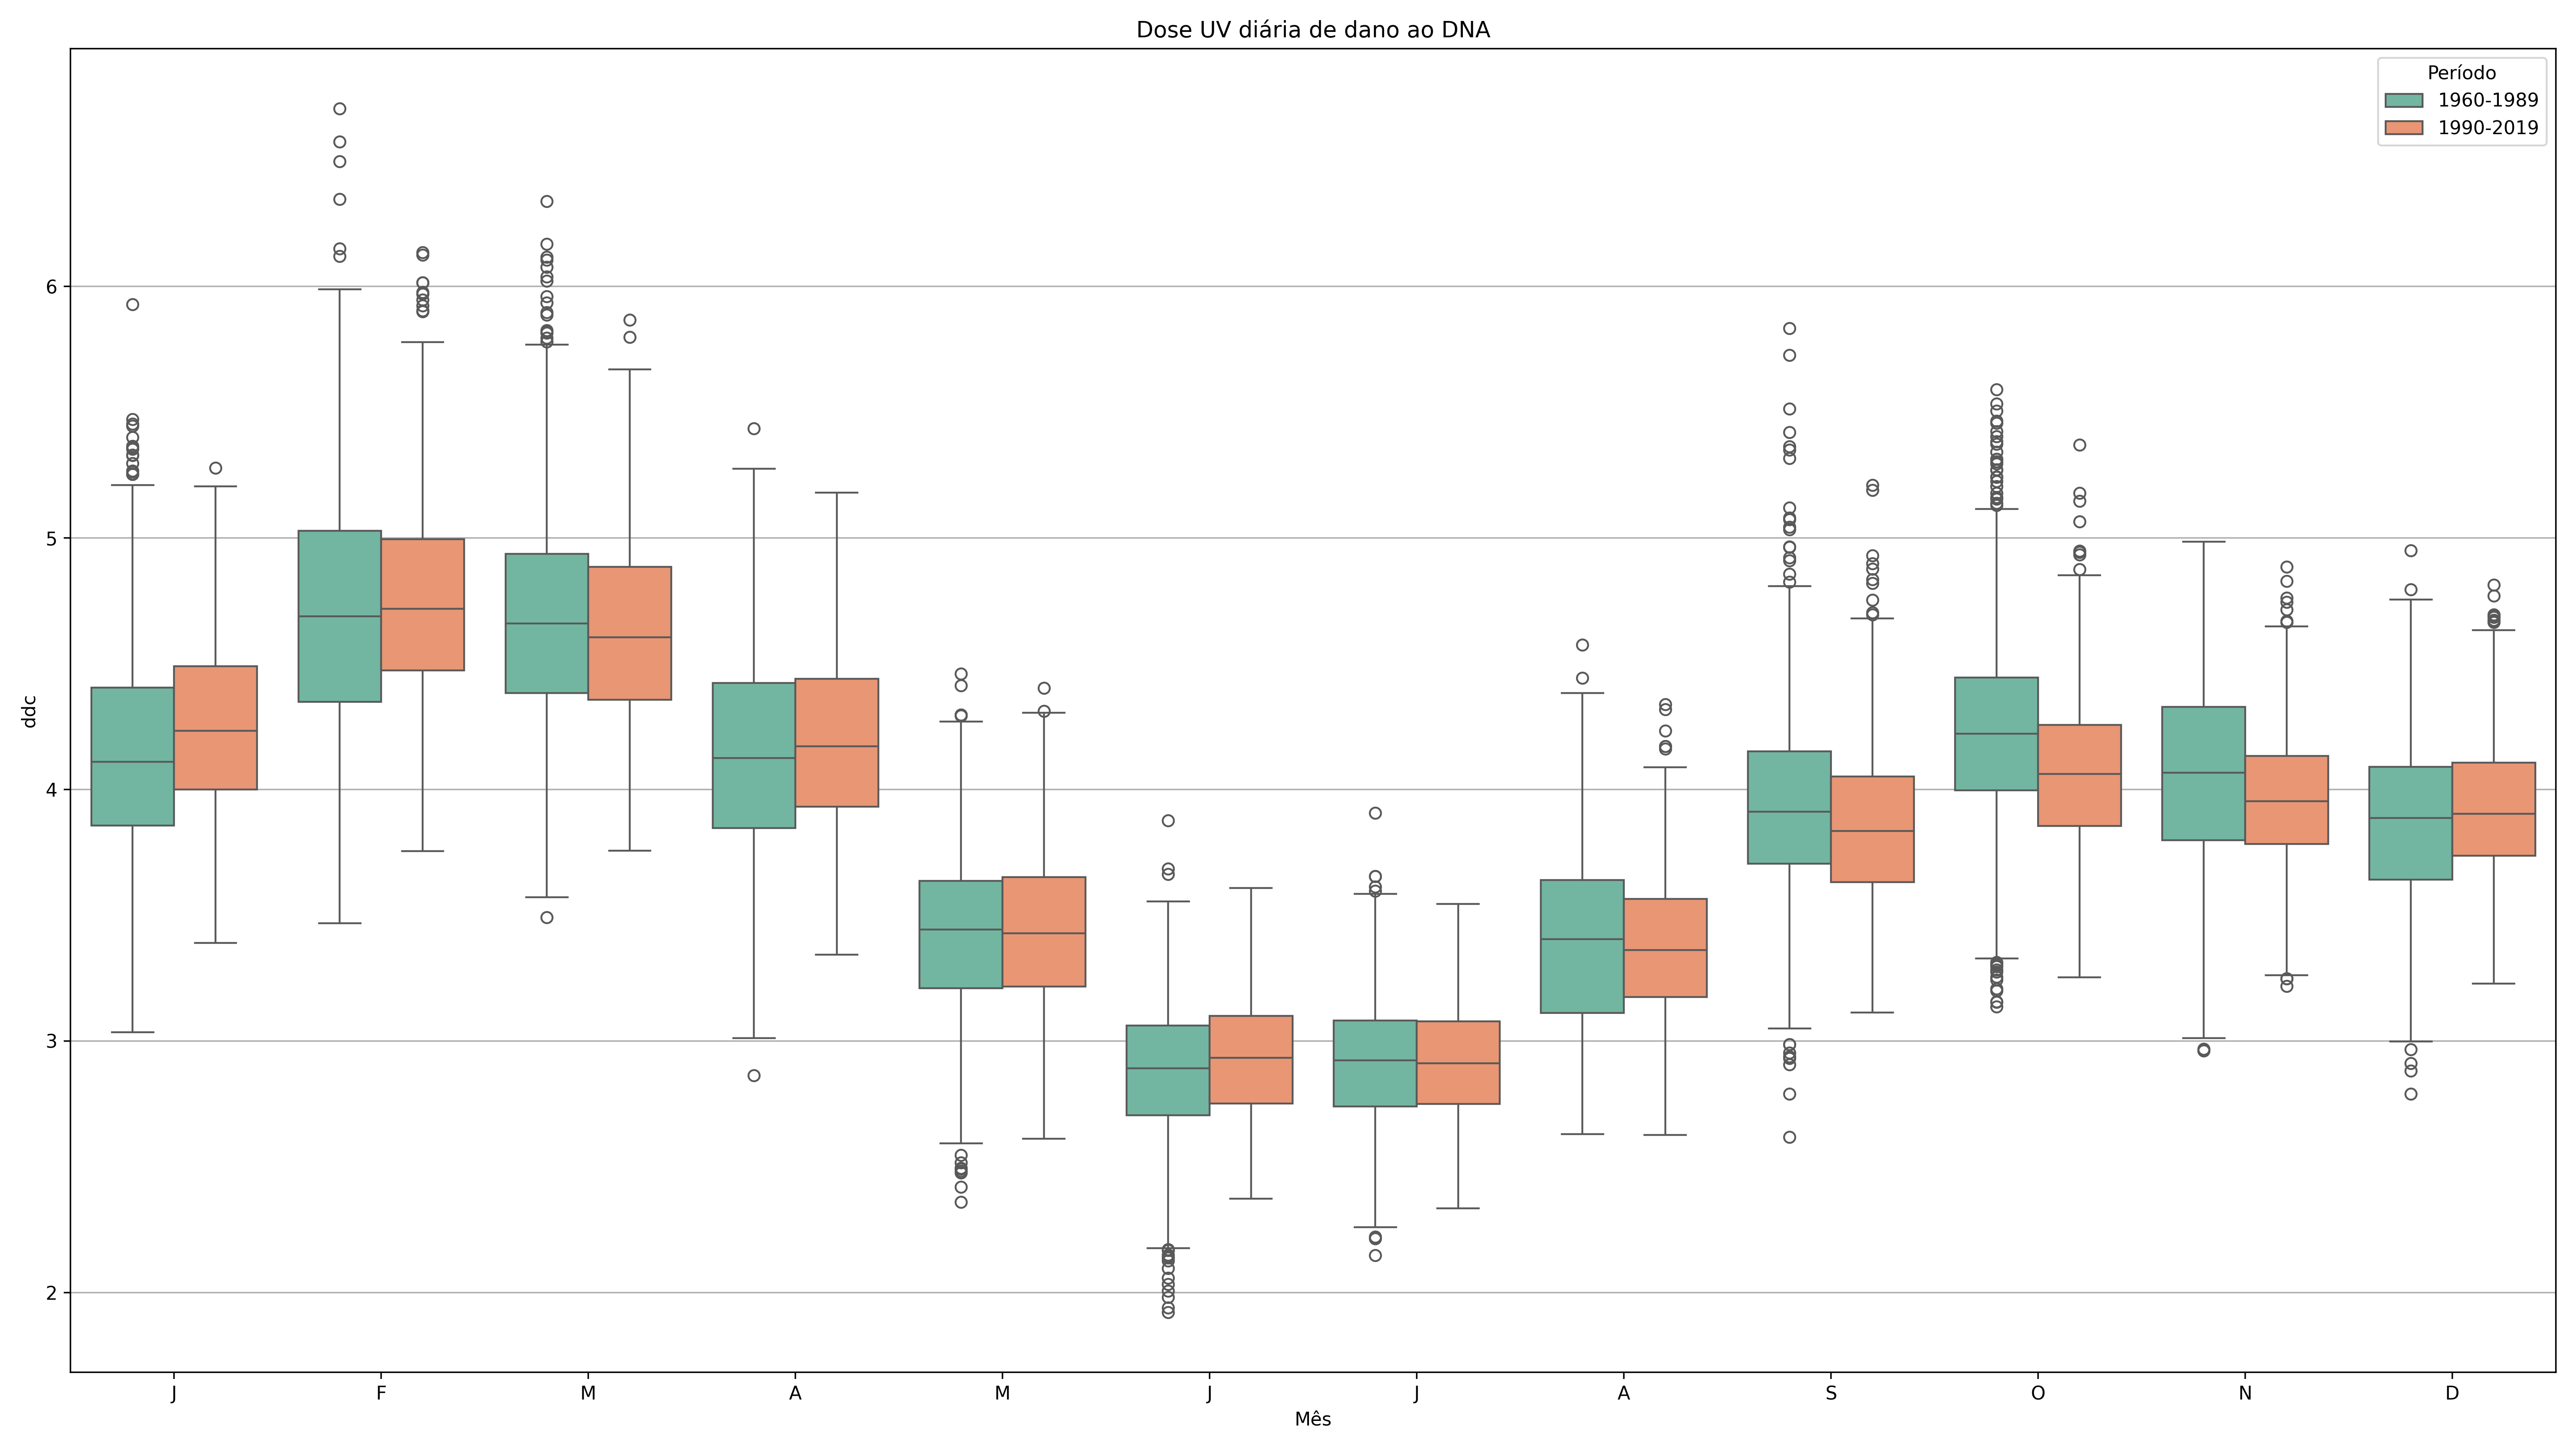 Dose UV diária de dano ao DNA
Período
1960-1989
1990-2019
ddc
6
5
4
3
2
J F M A M J J A S O N D
Mês